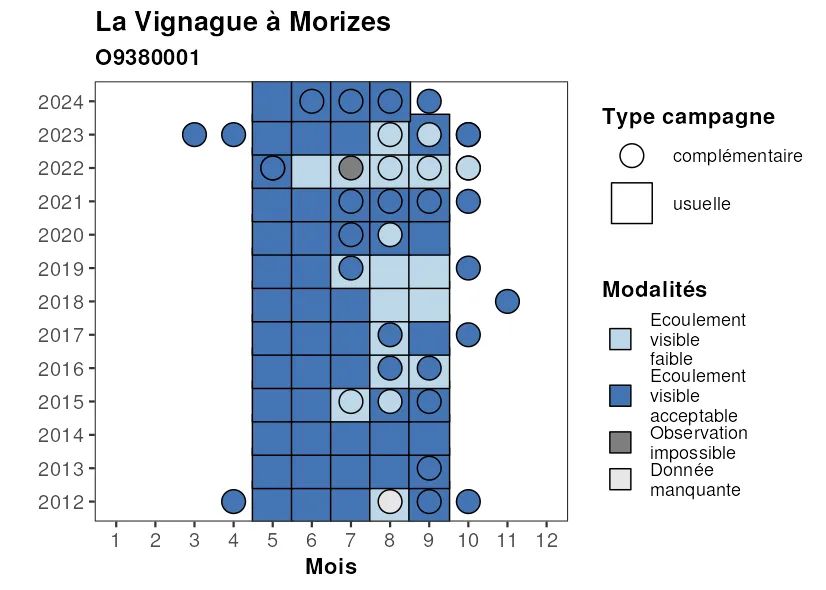 La Vignague à Morizes
O9380001
2024
2023
2022
2021
2020
2019
2018
2017
2016
2015
2014
2013
2012
1 2 3 4 5 6 7 8 9 10 11 12
Mois
Type campagne
complémentaire
usuelle
Modalités
Ecoulement
visible
faible
Ecoulement
visible
acceptable
Observation
impossible
Donnée
manquante